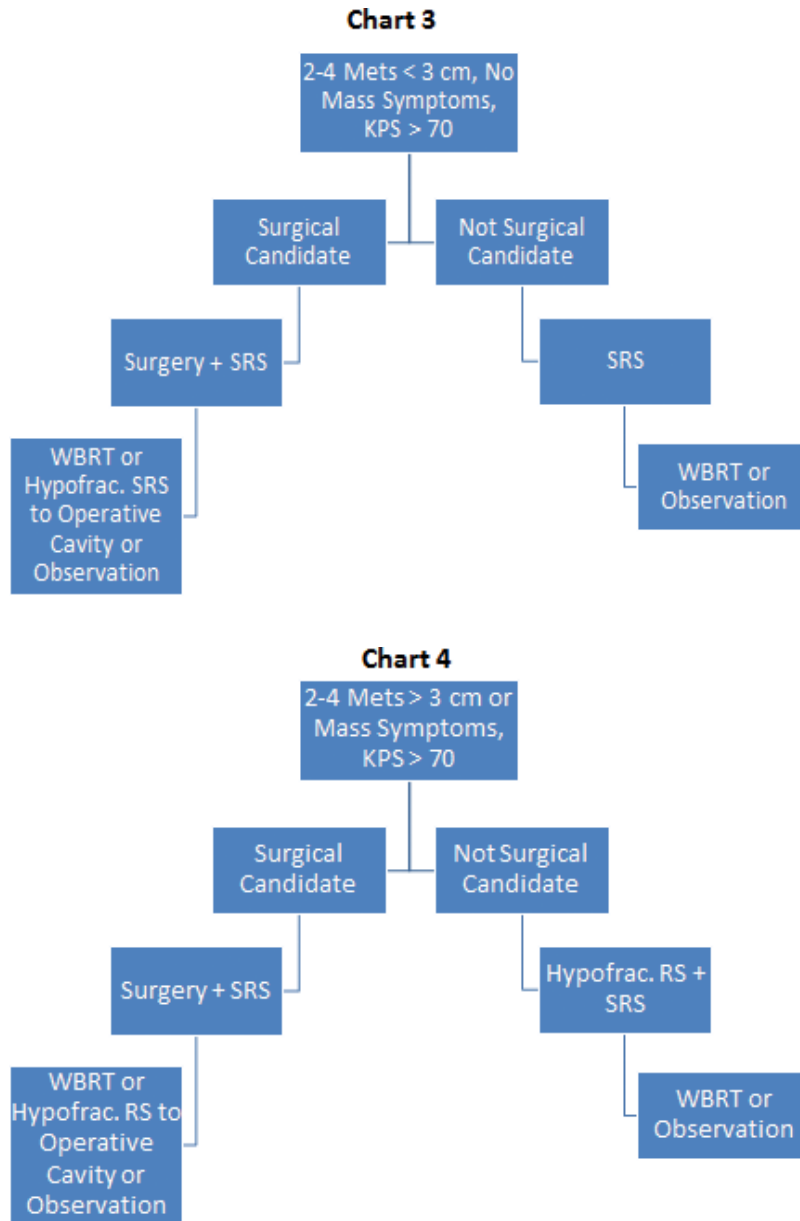 Chart 3
2-4 Mets < 3 cm, No
Mass Symptoms,
KPS > 70
Surgical
Candidate
Not Surgical
Candidate
Surgery + SRS
SRS
WBRT or
Hypofrac. SRS
to Operative
Cavity or
Observation
WBRT or
Observation
Chart 4
2-4 Mets > 3 cm or
Mass Symptoms,
KPS > 70
Surgical
Candidate
Not Surgical
Candidate
Surgery + SRS
Hypofrac. RS +
SRS
WBRT or
Hypofrac. RS to
Operative
Cavity or
Observation
WBRT or
Observation